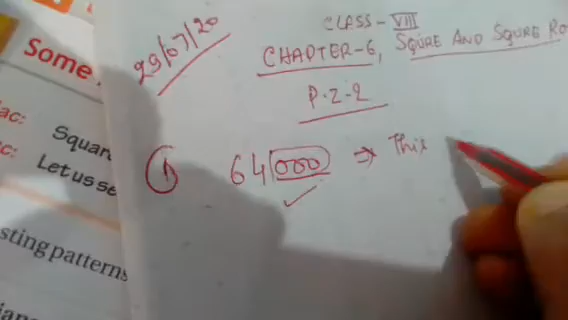 Some
ac:
Squar
c:
Let us se
sting patterns
29/07/20
CLASS - VIII
CHAPTER-6, SQURE AND SQURE RO
P.2-2
1 64000 → This